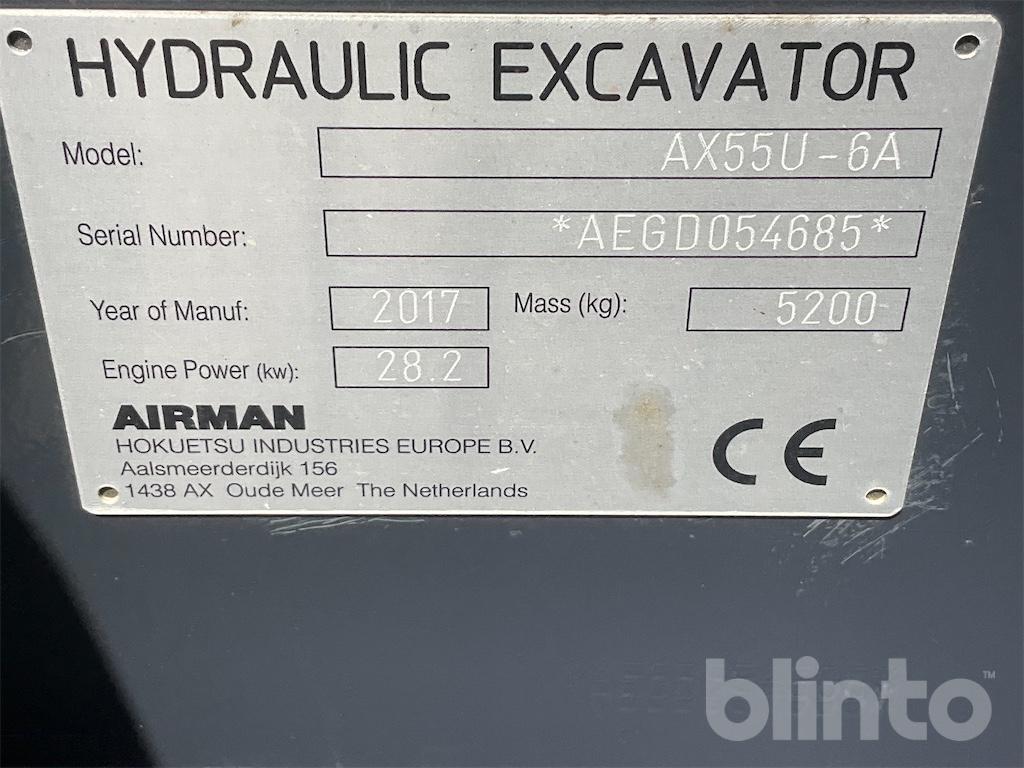 HYDRAULIC EXCAVATOR
Model: AX55U-6A
Serial Number: *AEGD054685*
Year of Manuf: 2017 Mass (kg): 5200
Engine Power (kw): 28.2
AIRMAN
HOKUETSU INDUSTRIES EUROPE B.V.
Aalsmeerderdijk 156
1438 AX Oude Meer The Netherlands
CE
blinto™